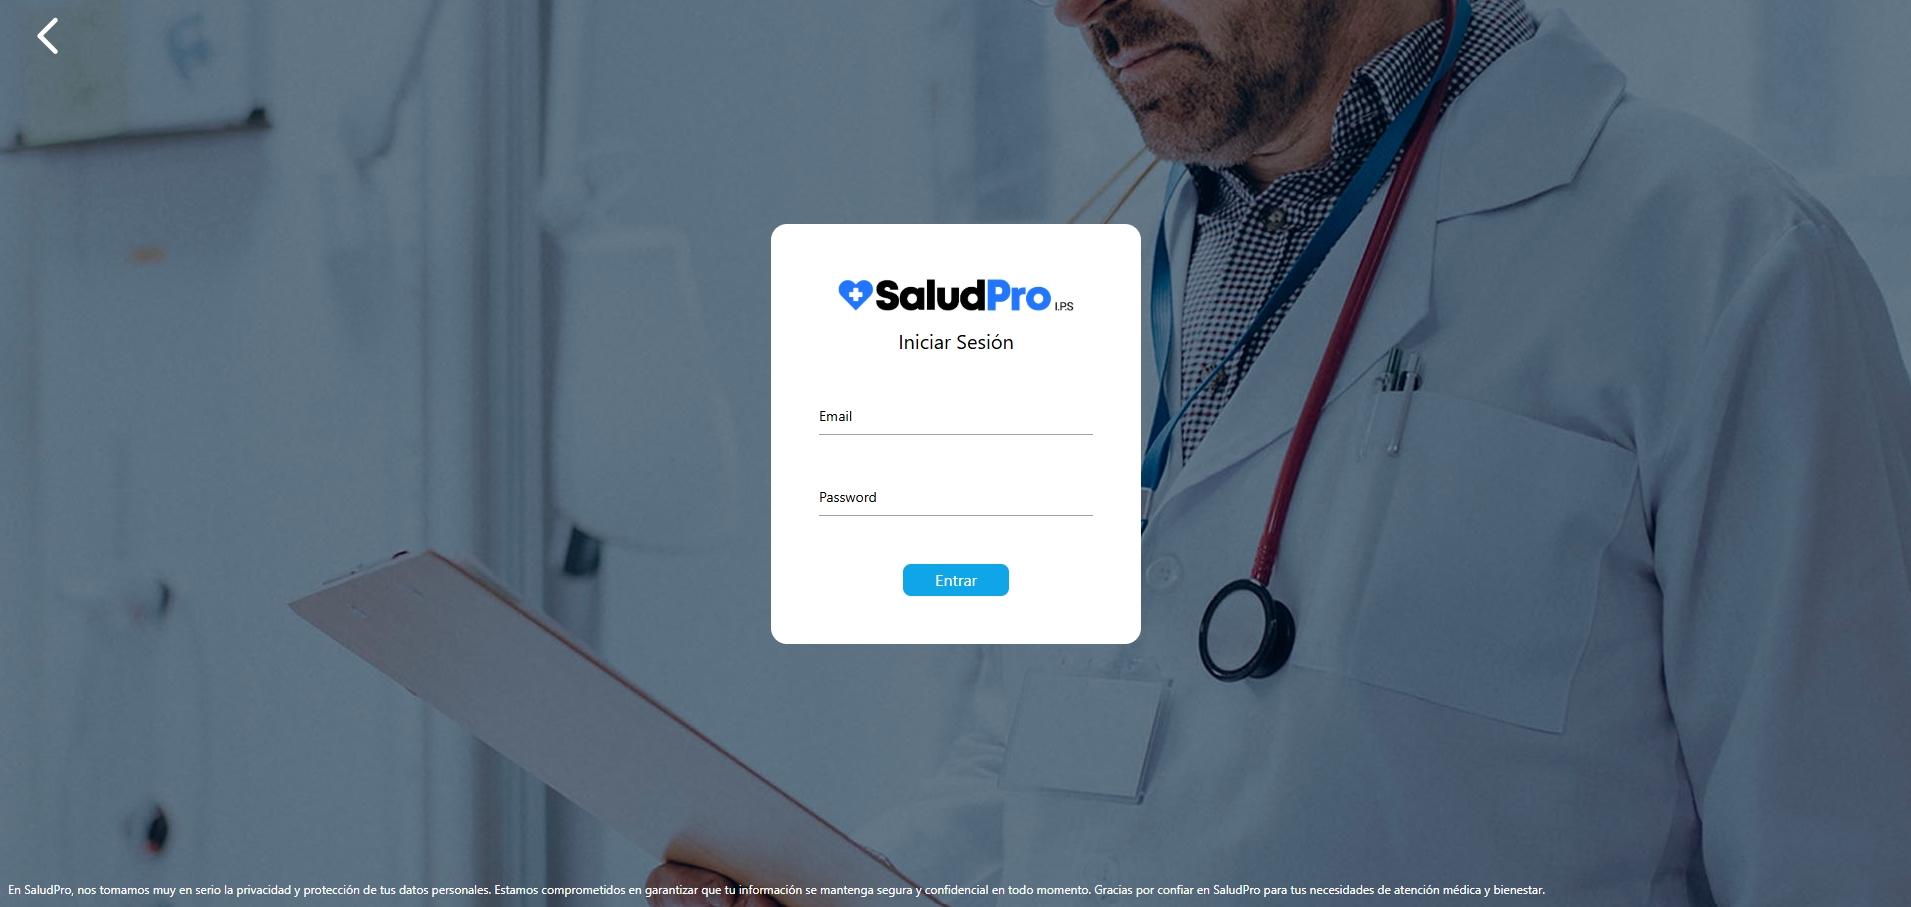 SaludPro I.P.S
Iniciar Sesión
Email
Password
Entrar
En SaludPro, nos tomamos muy en serio la privacidad y protección de tus datos personales. Estamos comprometidos en garantizar que tu información se mantenga segura y confidencial en todo momento. Gracias por confiar en SaludPro para tus necesidades de atención médica y bienestar.